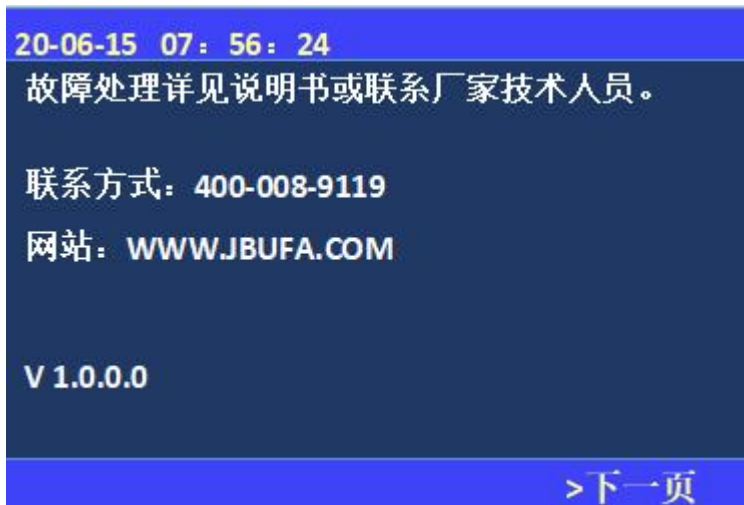 20-06-15 07：56：24
故障处理详见说明书或联系厂家技术人员。
联系方式：400-008-9119
网站：WWW.JBUFA.COM
V 1.0.0.0
>下一页